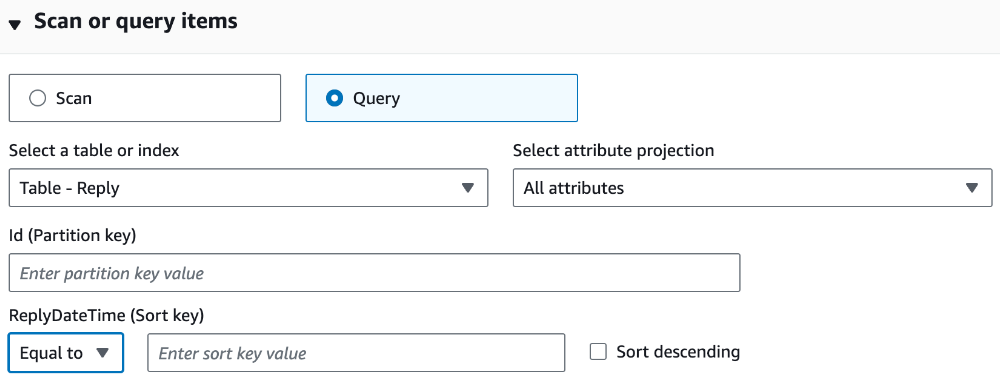 Scan or query items
Scan
Query
Select a table or index
Select attribute projection
Table - Reply
All attributes
Id (Partition key)
Enter partition key value
ReplyDateTime (Sort key)
Equal to
Enter sort key value
Sort descending